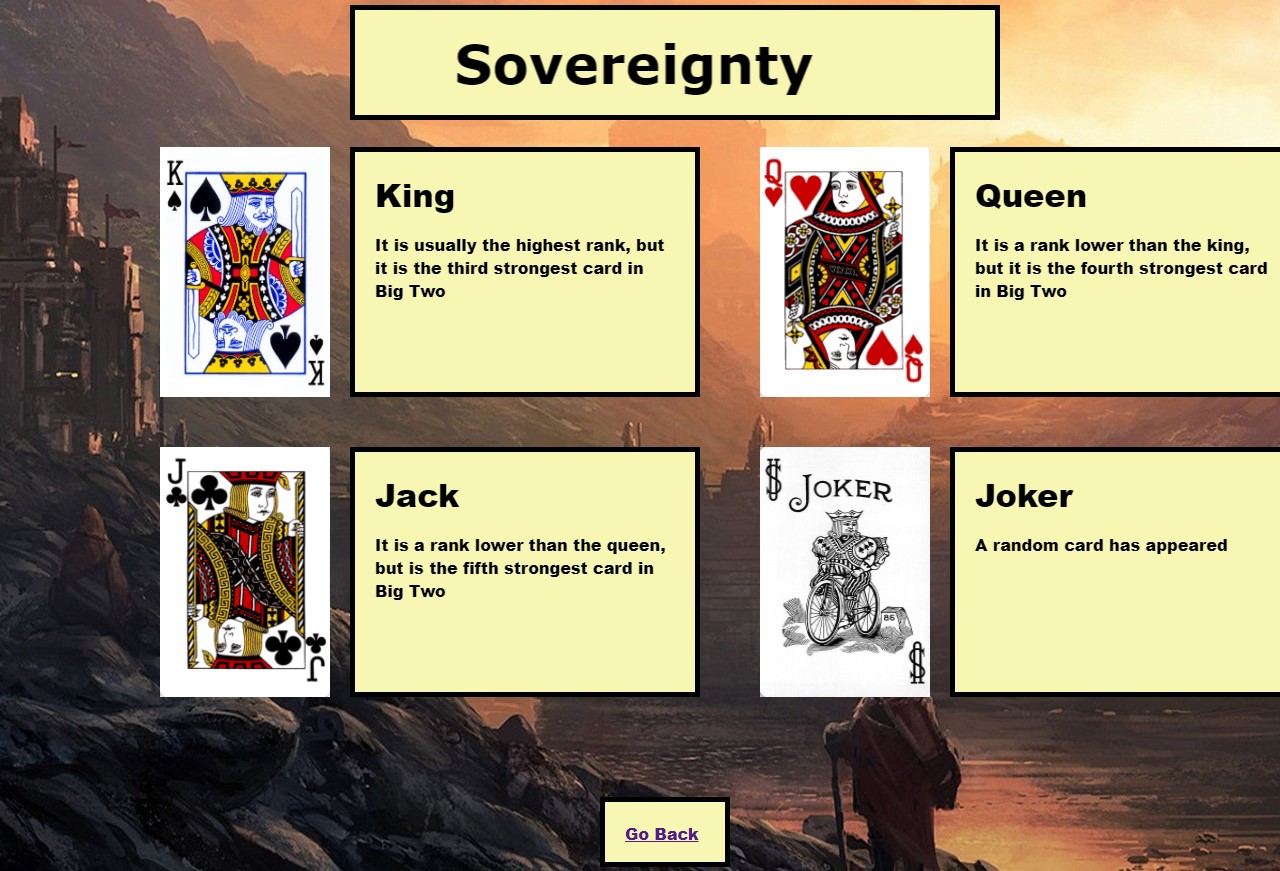 Sovereignty
K
King
It is usually the highest rank, but
it is the third strongest card in
Big Two
K
Q
Queen
It is a rank lower than the king,
but it is the fourth strongest card
in Big Two
Q
J
Jack
It is a rank lower than the queen,
but is the fifth strongest card in
Big Two
J
JOKER
86
Joker
A random card has appeared
Go Back